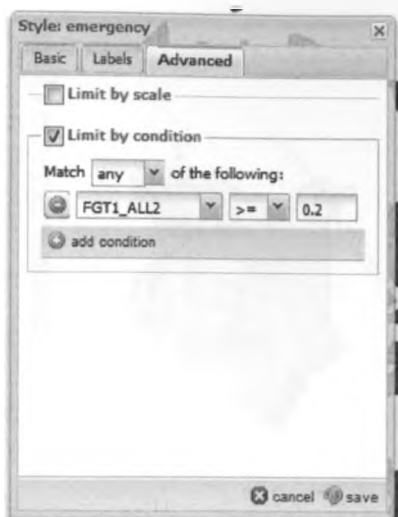 Style: emergency
Basic Labels Advanced
Limit by scale
Limit by condition
Match any of the following:
FGT1_ALL2 >= 0.2
add condition
cancel save